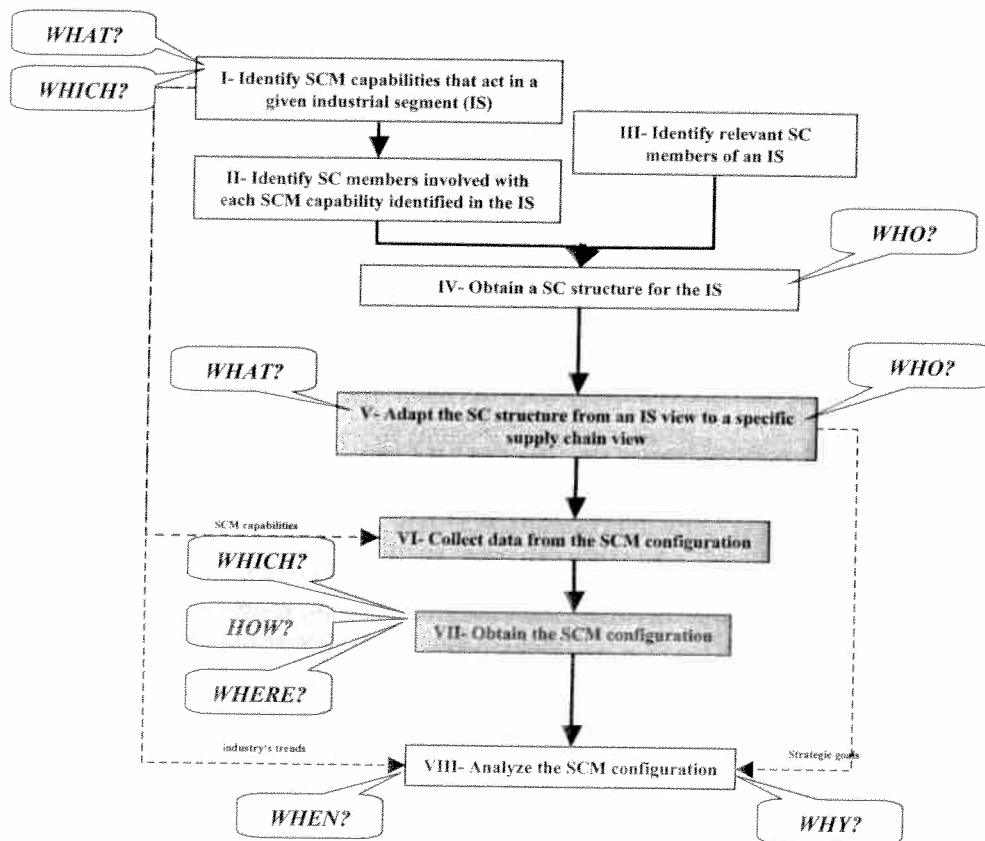 WHAT?
WHICH?
I- Identify SCM capabilities that act in a
given industrial segment (IS)
III- Identify relevant SC
members of an IS
II- Identify SC members involved with
each SCM capability identified in the IS
WHO?
IV- Obtain a SC structure for the IS
WHAT?
WHO?
V- Adapt the SC structure from an IS view to a specific
supply chain view
SCM capabilities
VI- Collect data from the SCM configuration
WHICH?
HOW?
VII- Obtain the SCM configuration
WHERE?
industry's trends
Strategic goals
VIII- Analyze the SCM configuration
WHEN?
WHY?